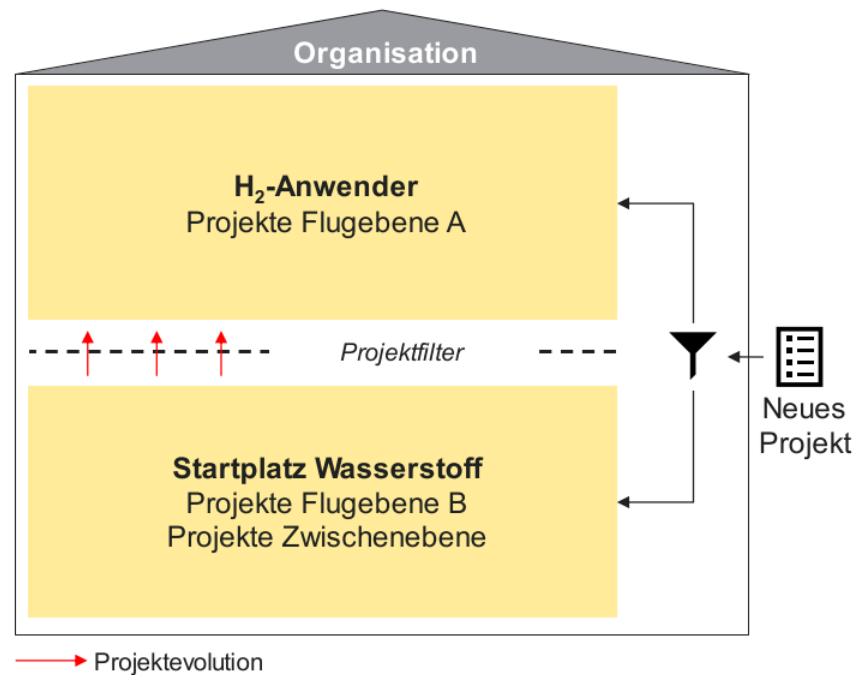 Organisation
H₂-Anwender
Projekte Flugebene A
Projektfilter
Neues
Projekt
Startplatz Wasserstoff
Projekte Flugebene B
Projekte Zwischenebene
Projektevolution